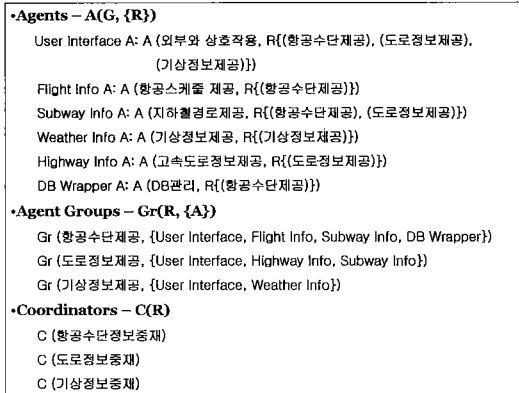 •Agents – A(G, {R})
User Interface A: A (외부와 상호작용, R{(항공수단제공), (도로정보제공),
(기상정보제공)})
Flight Info A: A (항공스케줄 제공, R{(항공수단제공)})
Subway Info A: A (지하철경로제공, R{(항공수단제공), (도로정보제공)})
Weather Info A: A (기상정보제공, R{(기상정보제공)})
Highway Info A: A (고속도로정보제공, R{(도로정보제공)})
DB Wrapper A: A (DB관리, R{(항공수단제공)})
•Agent Groups – Gr(R, {A})
Gr (항공수단제공, {User Interface, Flight Info, Subway Info, DB Wrapper})
Gr (도로정보제공, {User Interface, Highway Info, Subway Info})
Gr (기상정보제공, {User Interface, Weather Info})
•Coordinators – C(R)
C (항공수단정보중재)
C (도로정보중재)
C (기상정보중재)